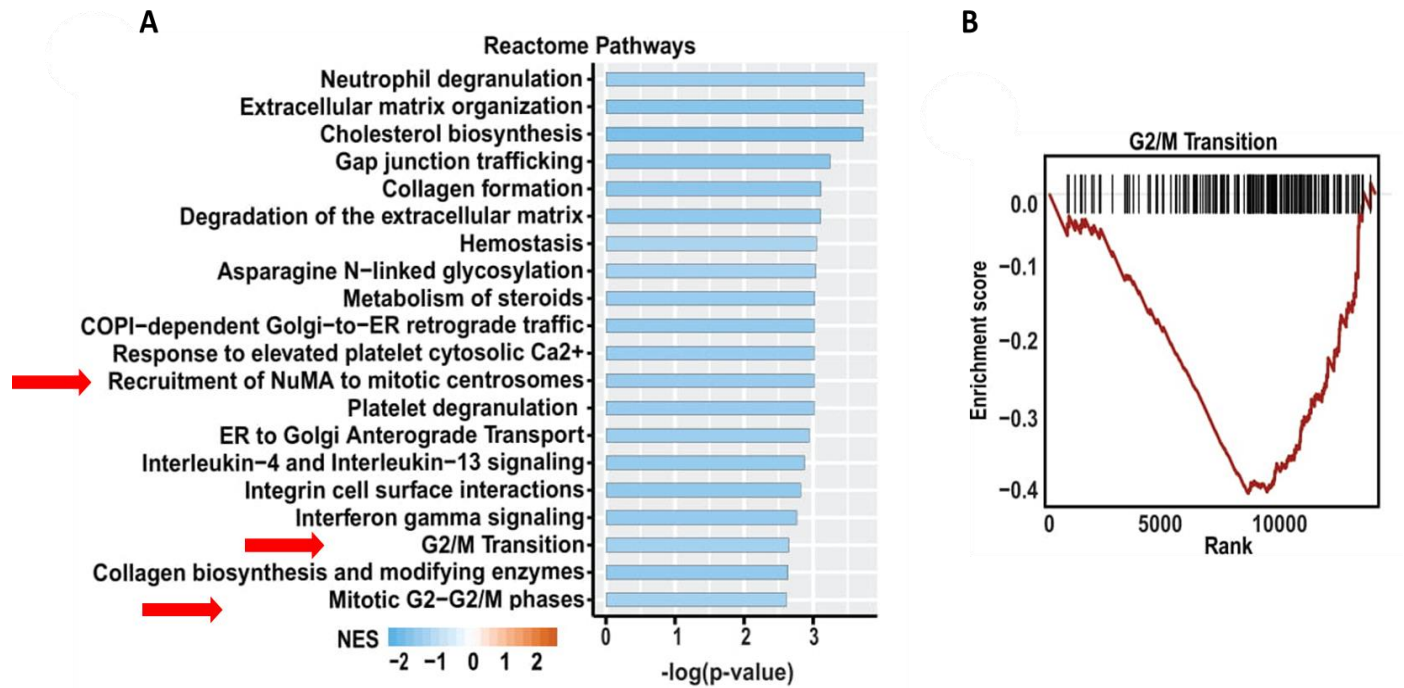 A
Reactome Pathways
Neutrophil degranulation
Extracellular matrix organization
Cholesterol biosynthesis
Gap junction trafficking
Collagen formation
Degradation of the extracellular matrix
Hemostasis
Asparagine N−linked glycosylation
Metabolism of steroids
COPI−dependent Golgi−to−ER retrograde traffic
Response to elevated platelet cytosolic Ca2+
Recruitment of NuMA to mitotic centrosomes
Platelet degranulation
ER to Golgi Anterograde Transport
Interleukin−4 and Interleukin−13 signaling
Integrin cell surface interactions
Interferon gamma signaling
G2/M Transition
Collagen biosynthesis and modifying enzymes
Mitotic G2−G2/M phases
0 1 2 3
-log(p-value)
NES
−2 −1 0 1 2
B
G2/M Transition
0.0
−0.1
−0.2
−0.3
−0.4
Enrichment score
0 5000 10000
Rank